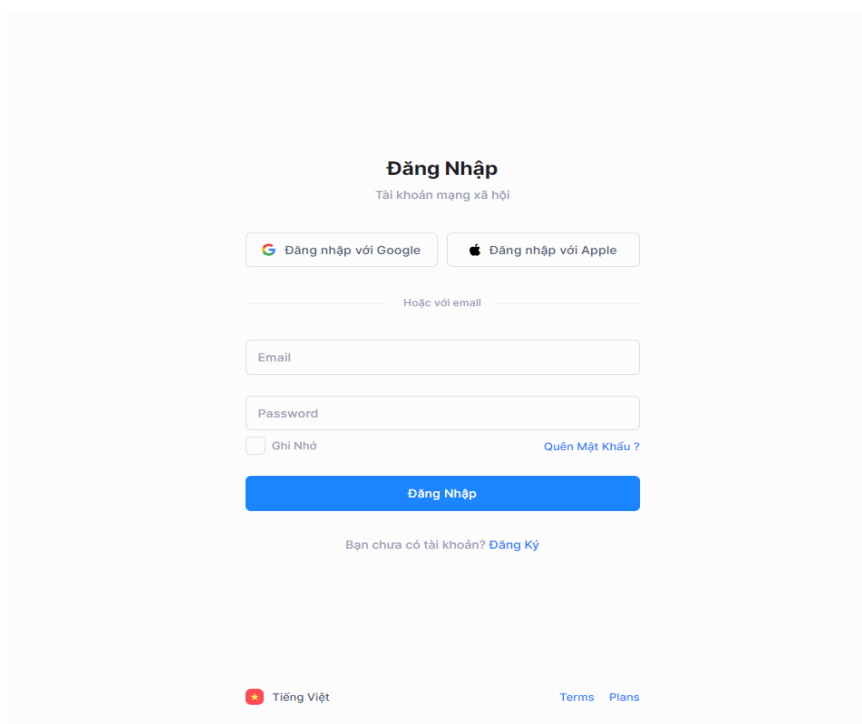 Đăng Nhập
Tài khoản mạng xã hội
Đăng nhập với Google
Đăng nhập với Apple
Hoặc với email
Email
Password
Ghi Nhớ
Quên Mật Khẩu ?
Đăng Nhập
Bạn chưa có tài khoản? Đăng Ký
Tiếng Việt
Terms Plans